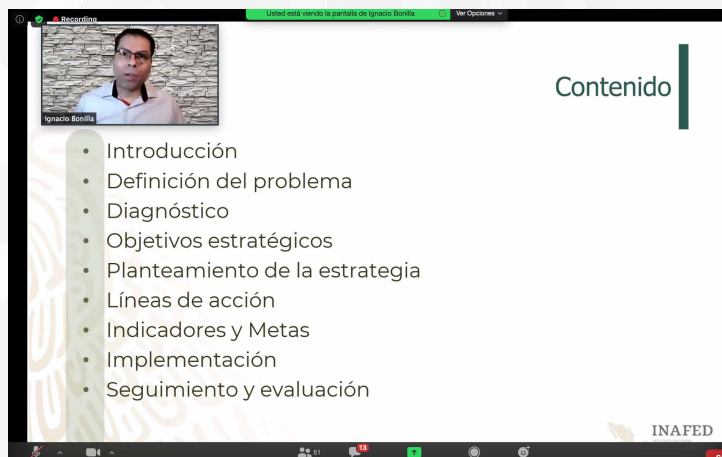 Recording
Usted está viendo la pantalla de Ignacio Bonilla
Ver Opciones
Ignacio Bonilla
Contenido
• Introducción
• Definición del problema
• Diagnóstico
• Objetivos estratégicos
• Planteamiento de la estrategia
• Líneas de acción
• Indicadores y Metas
• Implementación
• Seguimiento y evaluación
INAFED
51
13